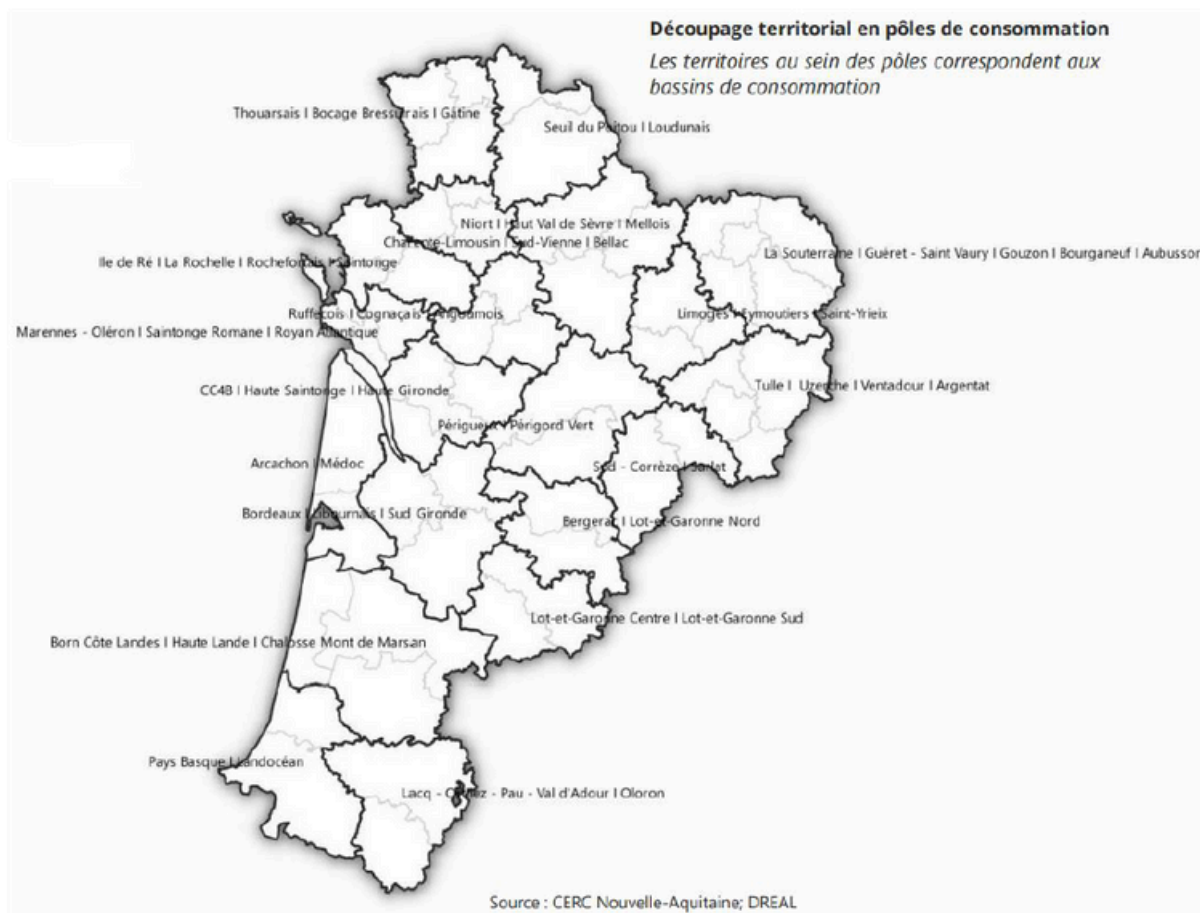 Découpage territorial en pôles de consommation
Les territoires au sein des pôles correspondent aux
bassins de consommation
Thouarsais I Bocage Bressuirais I Gâtine
Seuil du Poitou I Loudunais
Niort I Haut Val de Sèvre I Mellois
Charente-Limousin I Sud-Vienne I Bellac
La Souterraine I Guéret - Saint Vaury I Gouzon I Bourganeuf I Aubusson
Ile de Ré I La Rochelle I Rochefortais I Saintonge
Ruffecois I Cognaçais I Angoumois
Limoges I Eymoutiers I Saint-Yrieix
Marennes - Oléron I Saintonge Romane I Royan Atlantique
Tulle I Uzerche I Ventadour I Argentat
CC4B I Haute Saintonge I Haute Gironde
Périgueux I Périgord Vert
Arcachon I Médoc
Sud - Corrèze I Sarlat
Bordeaux I Libournais I Sud Gironde
Bergerac I Lot-et-Garonne Nord
Lot-et-Garonne Centre I Lot-et-Garonne Sud
Born Côte Landes I Haute Lande I Chalosse Mont de Marsan
Pays Basque I Landocéan
Lacq - Orthez - Pau - Val d'Adour I Oloron
Source : CERC Nouvelle-Aquitaine; DREAL